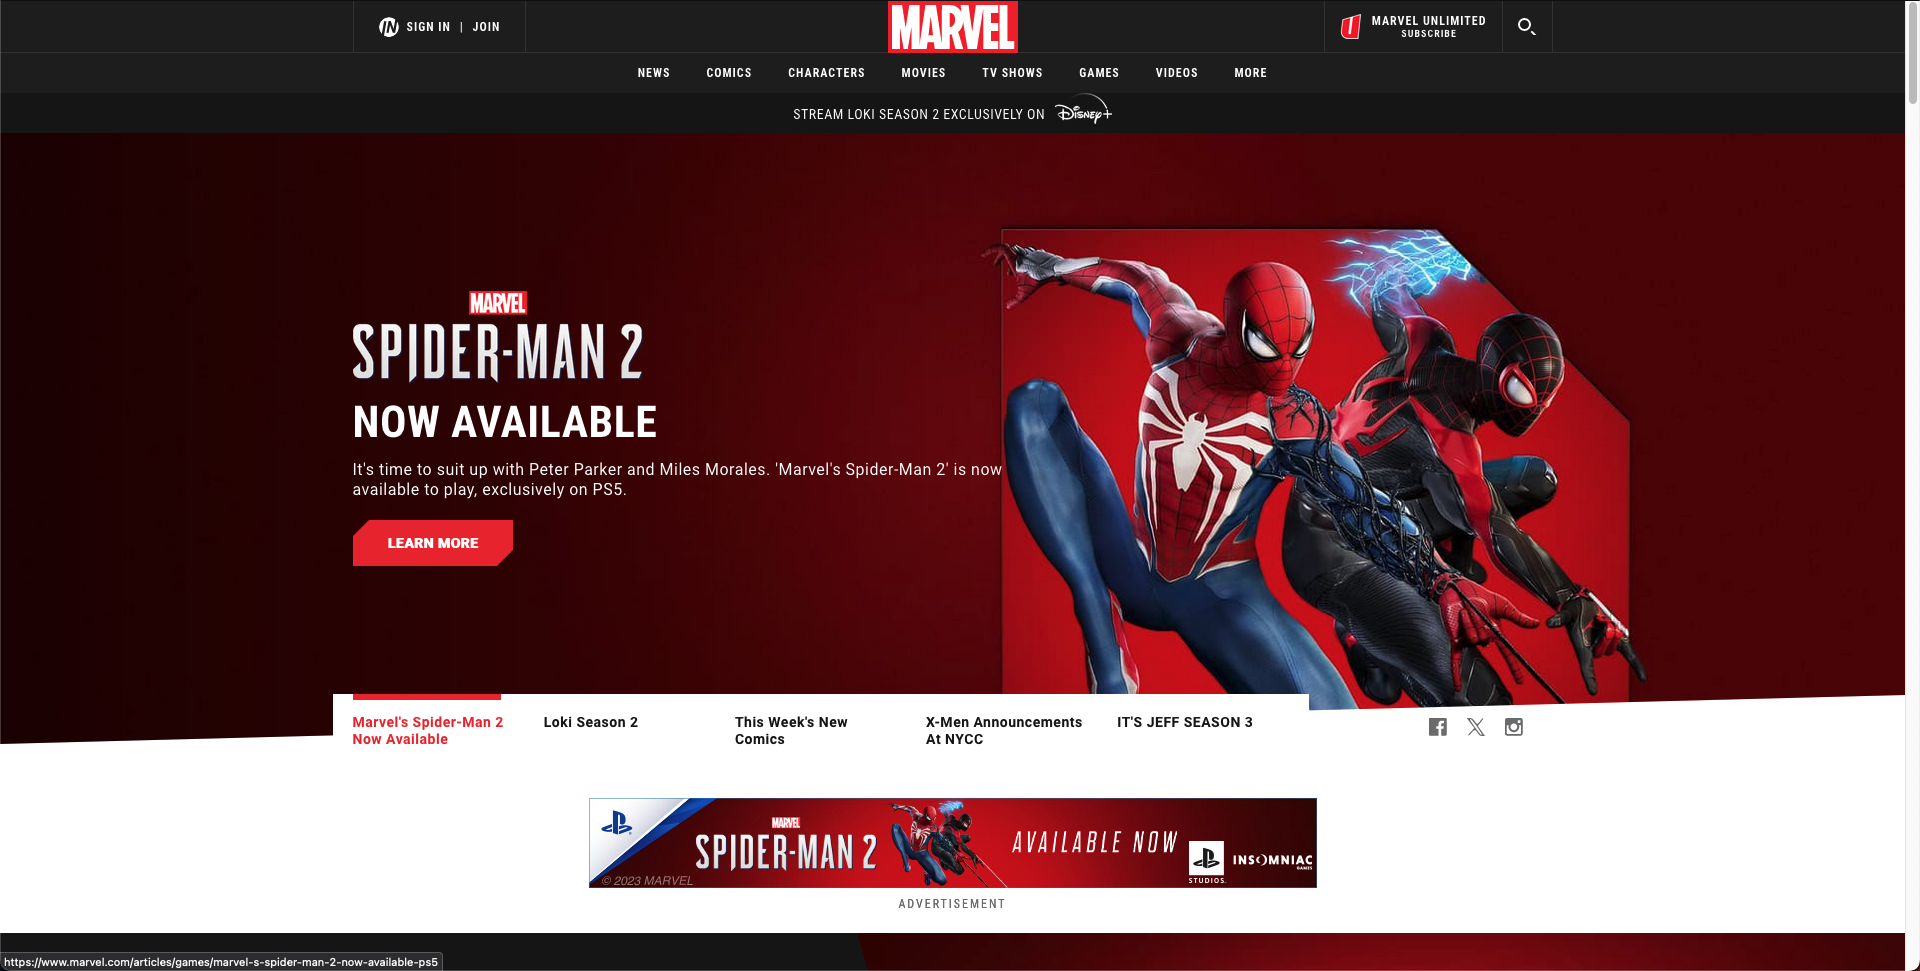 SIGN IN | JOIN
MARVEL
MARVEL UNLIMITED
SUBSCRIBE
NEWS COMICS CHARACTERS MOVIES TV SHOWS GAMES VIDEOS MORE
STREAM LOKI SEASON 2 EXCLUSIVELY ON Disney+
MARVEL
SPIDER-MAN 2
NOW AVAILABLE
It's time to suit up with Peter Parker and Miles Morales. 'Marvel's Spider-Man 2' is now
available to play, exclusively on PS5.
LEARN MORE
Marvel's Spider-Man 2
Now Available
Loki Season 2
This Week's New
Comics
X-Men Announcements
At NYCC
IT'S JEFF SEASON 3
MARVEL
SPIDER-MAN 2
AVAILABLE NOW
© 2023 MARVEL
STUDIOS.
INSOMNIAC
GAMES
ADVERTISEMENT
https://www.marvel.com/articles/games/marvel-s-spider-man-2-now-available-ps5